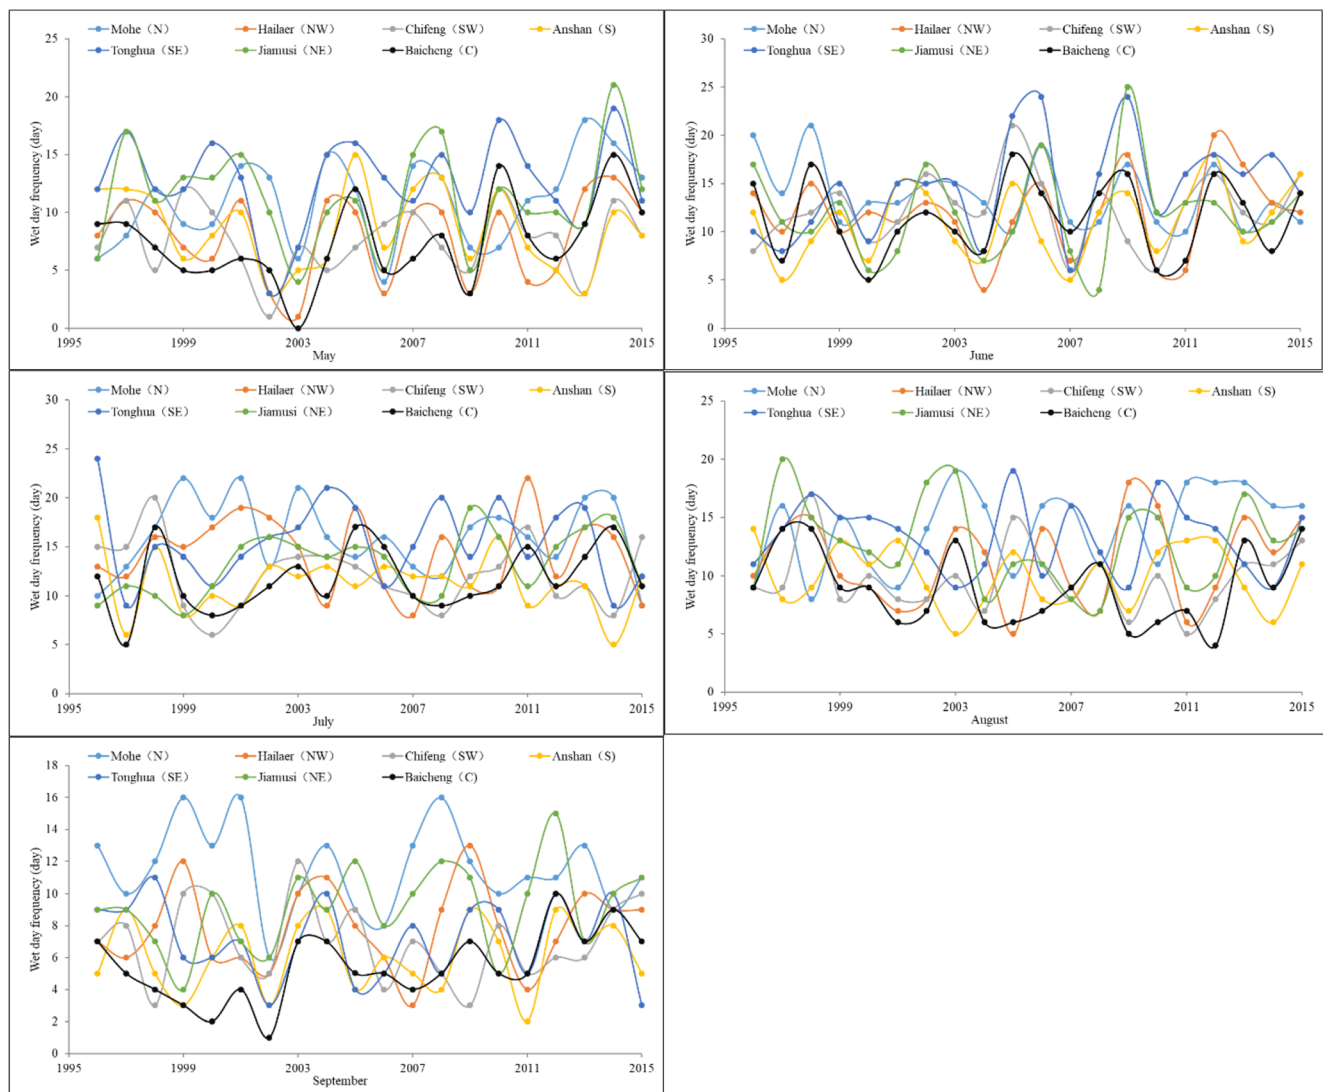 Mohe（N） Hailaer（NW） Chifeng（SW） Anshan（S）
Tonghua（SE） Jiamusi（NE） Baicheng（C）
Wet day frequency (day)
25
20
15
10
5
0
1995 1999 2003 2007 2011 2015
May
Mohe（N） Hailaer（NW） Chifeng（SW） Anshan（S）
Tonghua（SE） Jiamusi（NE） Baicheng（C）
Wet day frequency (day)
30
25
20
15
10
5
0
1995 1999 2003 2007 2011 2015
June
Mohe（N） Hailaer（NW） Chifeng（SW） Anshan（S）
Tonghua（SE） Jiamusi（NE） Baicheng（C）
Wet day frequency (day)
30
25
20
15
10
5
0
1995 1999 2003 2007 2011 2015
July
Mohe（N） Hailaer（NW） Chifeng（SW） Anshan（S）
Tonghua（SE） Jiamusi（NE） Baicheng（C）
Wet day frequency (day)
25
20
15
10
5
0
1995 1999 2003 2007 2011 2015
August
Mohe（N） Hailaer（NW） Chifeng（SW） Anshan（S）
Tonghua（SE） Jiamusi（NE） Baicheng（C）
Wet day frequency (day)
18
16
14
12
10
8
6
4
2
0
1995 1999 2003 2007 2011 2015
September